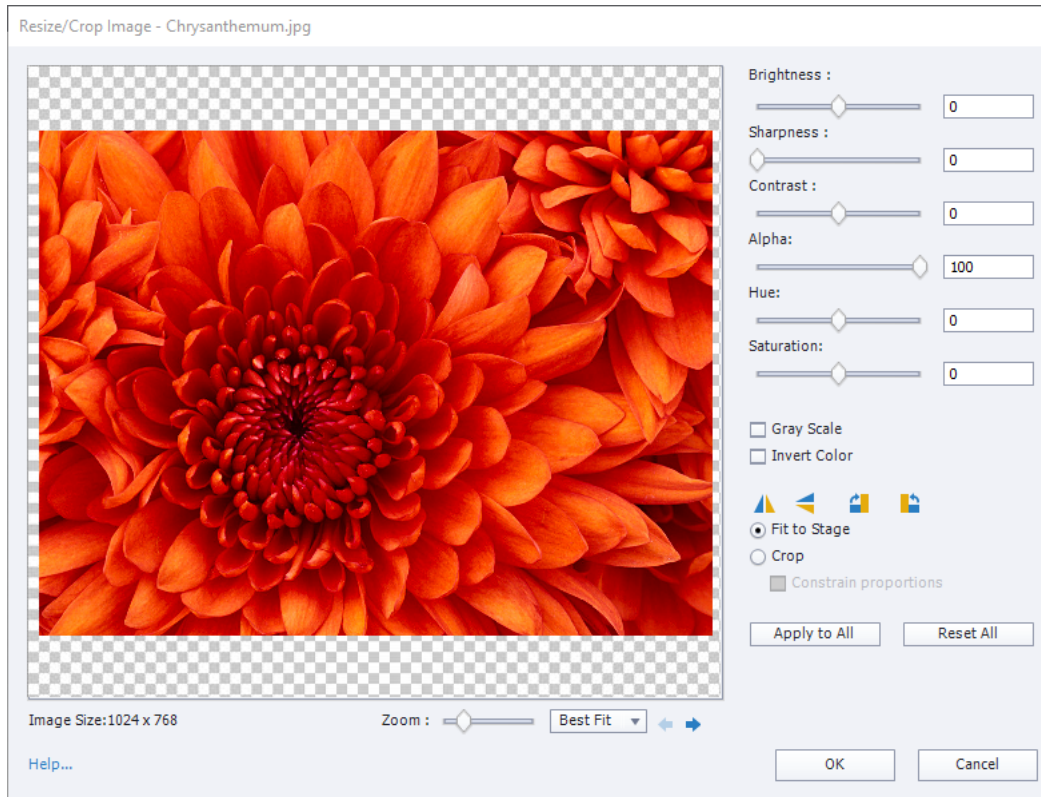 Resize/Crop Image - Chrysanthemum.jpg
Brightness :
0
Sharpness :
0
Contrast :
0
Alpha:
100
Hue:
0
Saturation:
0
Gray Scale
Invert Color
Fit to Stage
Crop
Constrain proportions
Apply to All Reset All
Image Size:1024 x 768 Zoom : Best Fit
Help... OK Cancel